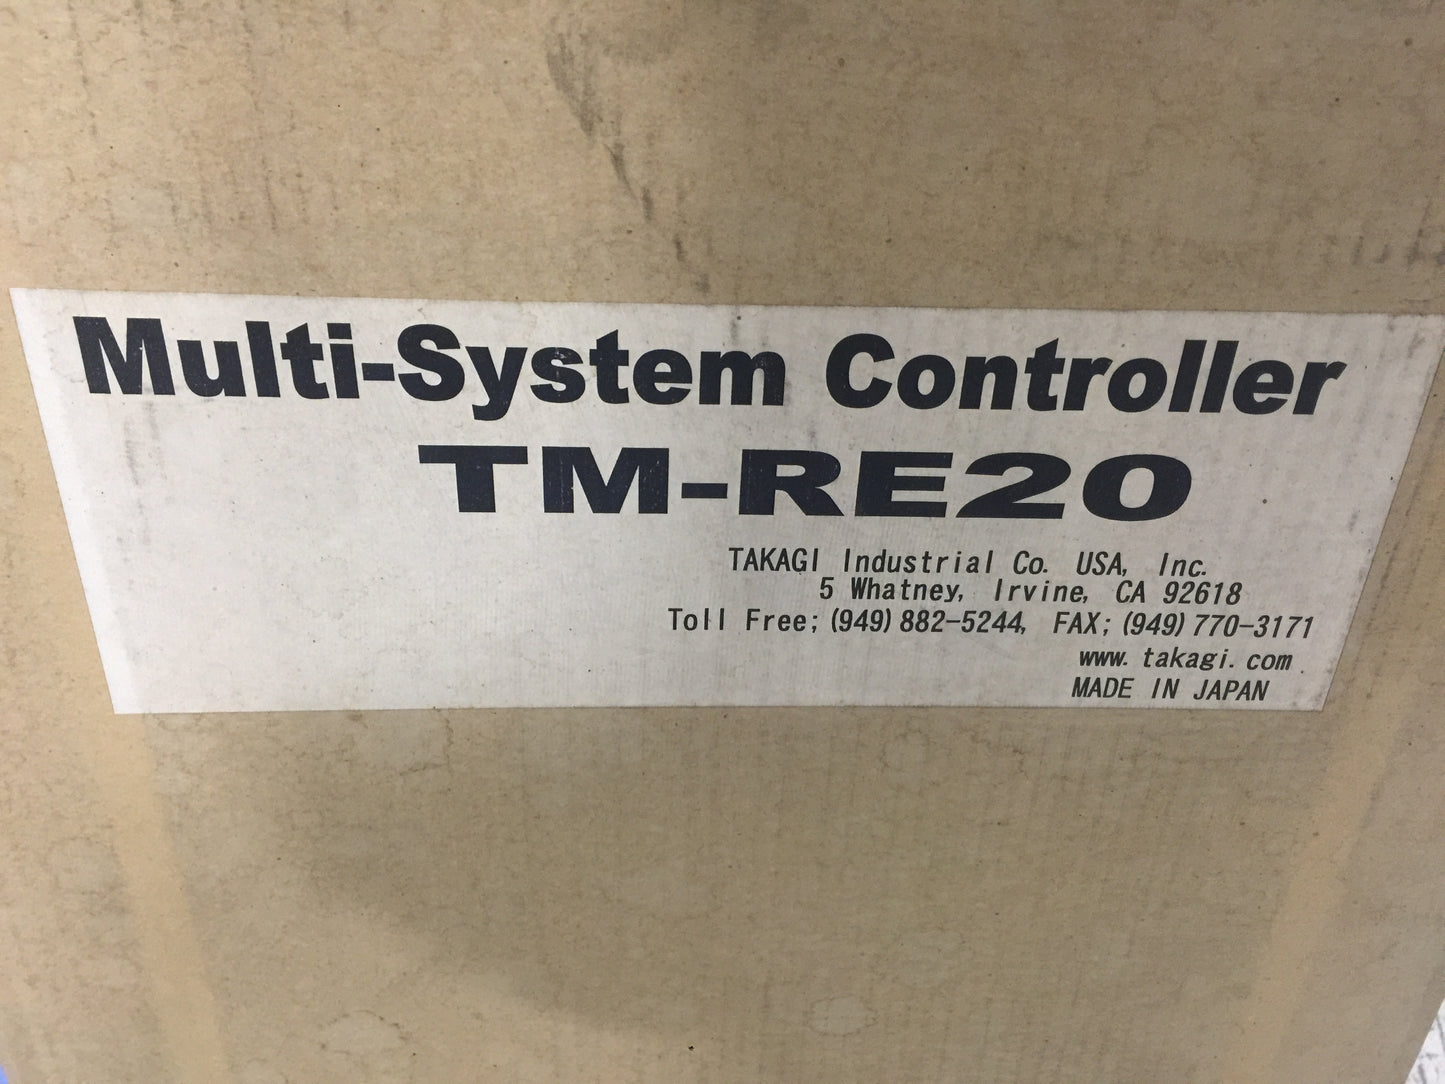 Multi-System Controller
TM-RE20
TAKAGI Industrial Co. USA, Inc.
5 Whatney, Irvine, CA 92618
Toll Free; (949) 882-5244, FAX; (949) 770-3171
www.takagi.com
MADE IN JAPAN